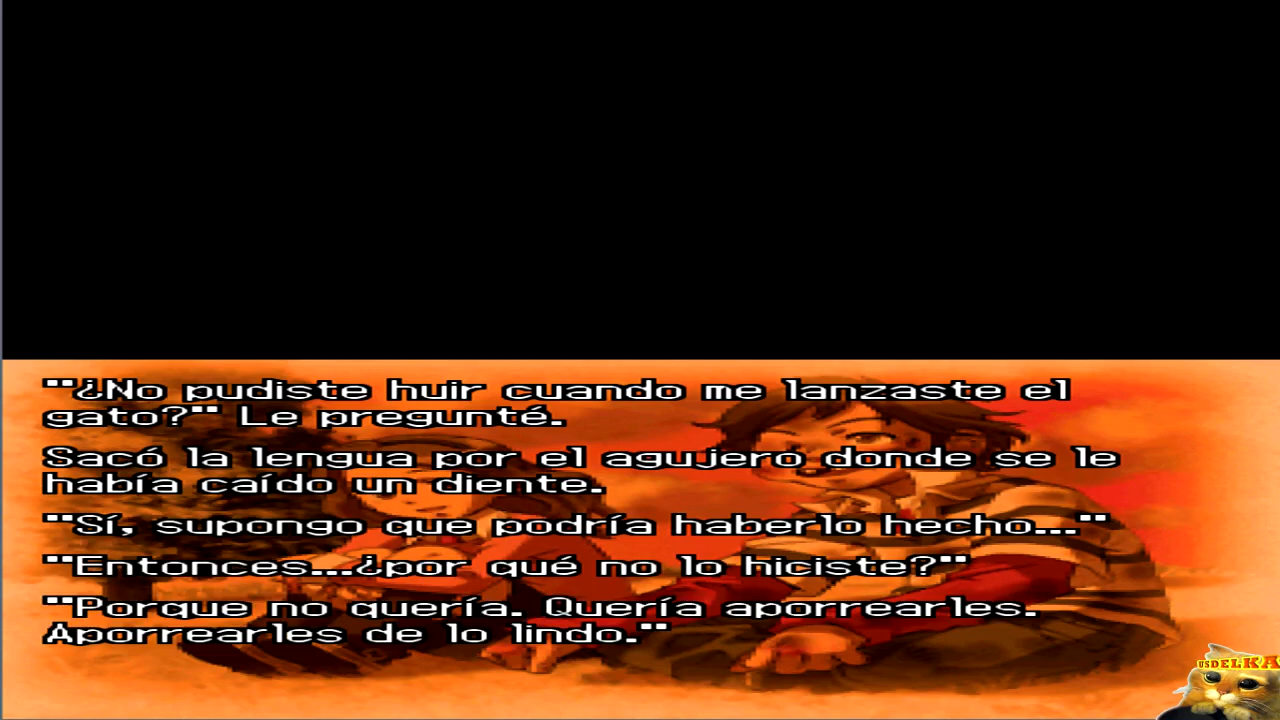 "¿No pudiste huir cuando me lanzaste el
gato?" Le pregunté.
Sacó la lengua por el agujero donde se le
había caído un diente.
"Sí, supongo que podría haberlo hecho..."
"Entonces...¿por qué no lo hiciste?"
"Porque no quería. Quería aporrearles.
Aporrearles de lo lindo."
USDELKA